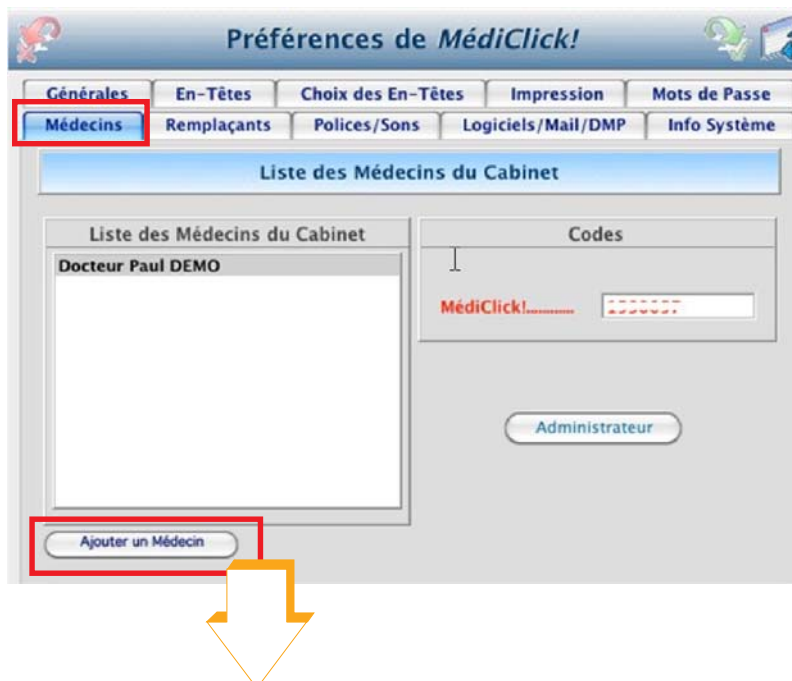 Préférences de MédiClick!
Générales En-Têtes Choix des En-Têtes Impression Mots de Passe
Médecins Remplaçants Polices/Sons Logiciels/Mail/DMP Info Système
Liste des Médecins du Cabinet
Liste des Médecins du Cabinet
Codes
Docteur Paul DEMO
MédiClick!............
Administrateur
Ajouter un Médecin